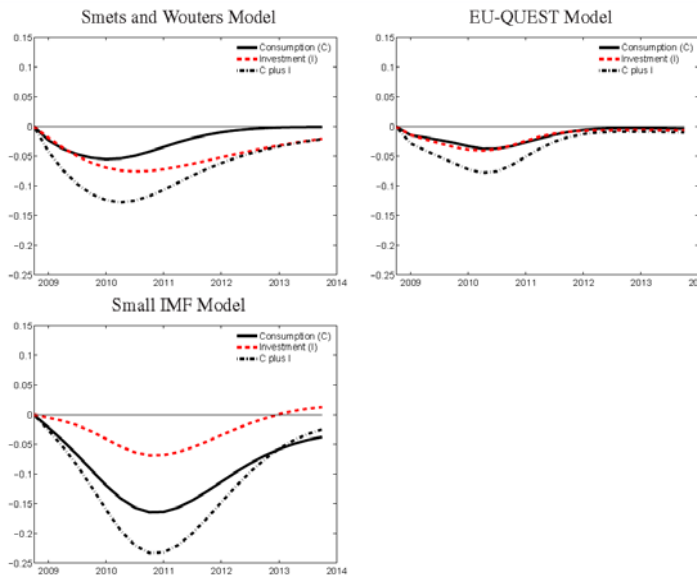 Smets and Wouters Model
EU-QUEST Model
0.15
0.1
0.05
0
−0.05
−0.1
−0.15
−0.2
−0.25
Consumption (C)
Investment (I)
C plus I
2009 2010 2011 2012 2013 2014
0.15
0.1
0.05
0
−0.05
−0.1
−0.15
−0.2
−0.25
Consumption (C)
Investment (I)
C plus I
2009 2010 2011 2012 2013
Small IMF Model
0.15
0.1
0.05
0
−0.05
−0.1
−0.15
−0.2
−0.25
Consumption (C)
Investment (I)
C plus I
2009 2010 2011 2012 2013 2014